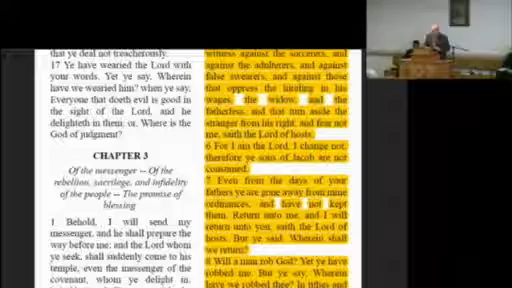 that ye deal not treacherously.
17 Ye have wearied the Lord with
your words. Yet ye say, Wherein
have we wearied him? when ye say,
Everyone that doeth evil is good in
the sight of the Lord, and he
delighteth in them; or, Where is the
God of judgment?
CHAPTER 3
Of the messenger -- Of the
rebellion, sacrilege, and infidelity
of the people -- The promise of
blessing
1 Behold, I will send my
messenger, and he shall prepare the
way before me; and the Lord whom
ye seek, shall suddenly come to his
temple, even the messenger of the
covenant, whom ye delight in,
witness against the sorcerers, and
against the adulterers, and against
false swearers, and against those
that oppress the hireling in his
wages, the widow, and the
fatherless, and that turn aside the
stranger from his right, and fear not
me, saith the Lord of hosts.
6 For I am the Lord, I change not;
therefore ye sons of Jacob are not
consumed.
7 Even from the days of your
fathers ye are gone away from mine
ordinances, and have not kept
them. Return unto me, and I will
return unto you, saith the Lord of
hosts. But ye said, Wherein shall
we return?
8 Will a man rob God? Yet ye have
robbed me. But ye say, Wherein
have we robbed thee? In tithes and